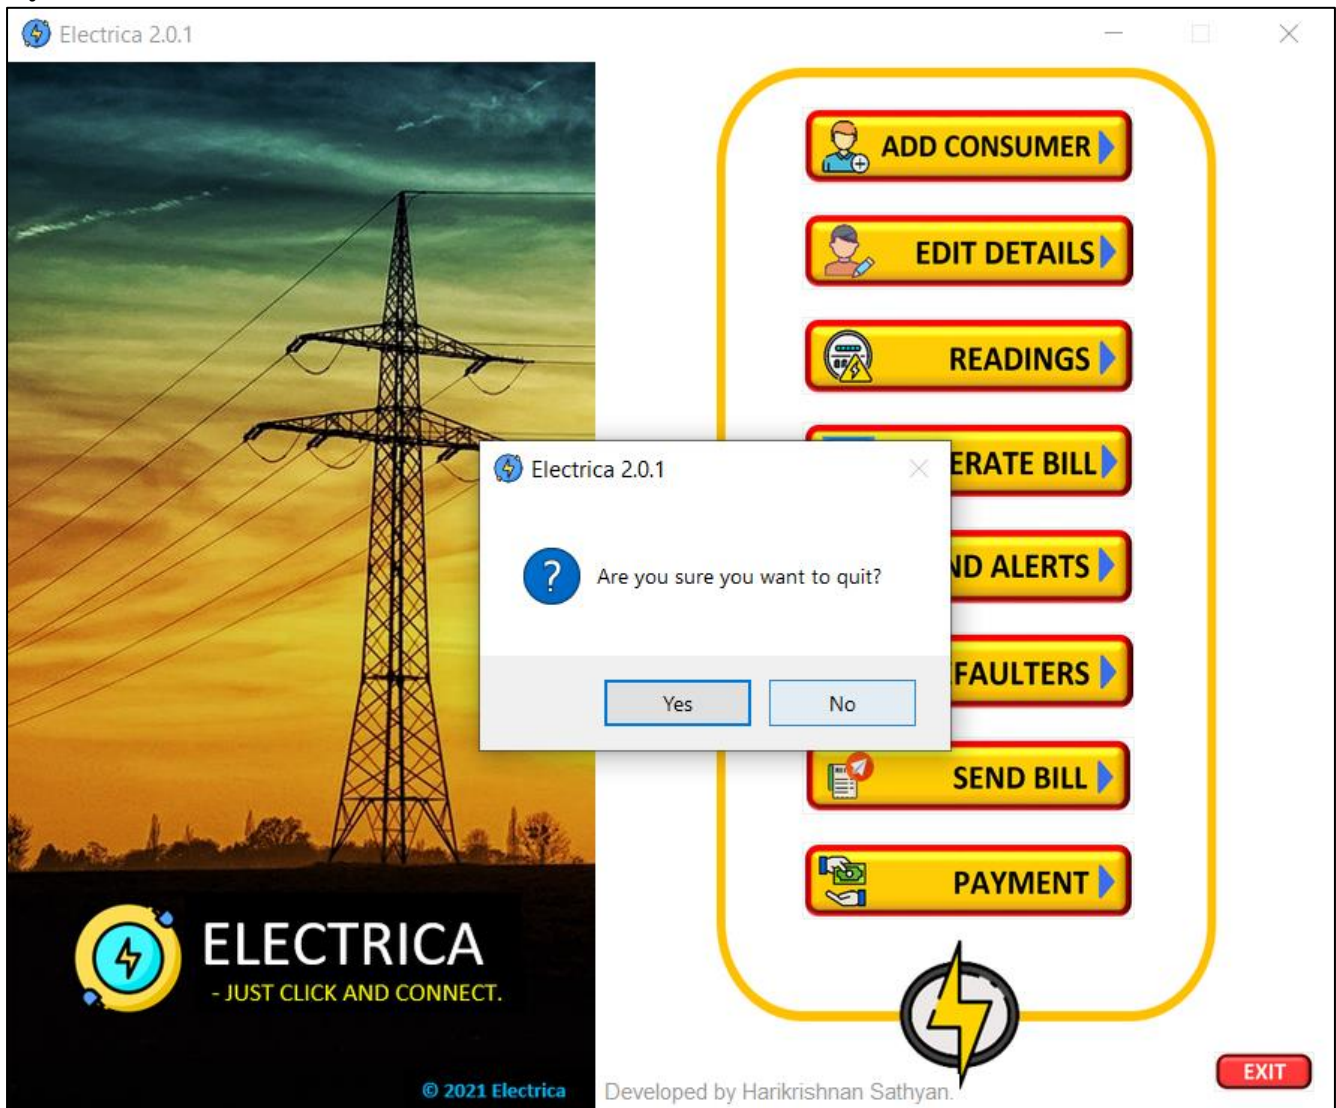 Electrica 2.0.1
ADD CONSUMER
EDIT DETAILS
READINGS
ERATE BILL
Electrica 2.0.1
Are you sure you want to quit?
ND ALERTS
FAULTERS
Yes
No
SEND BILL
PAYMENT
ELECTRICA
- JUST CLICK AND CONNECT.
EXIT
© 2021 Electrica
Developed by Harikrishnan Sathyan.